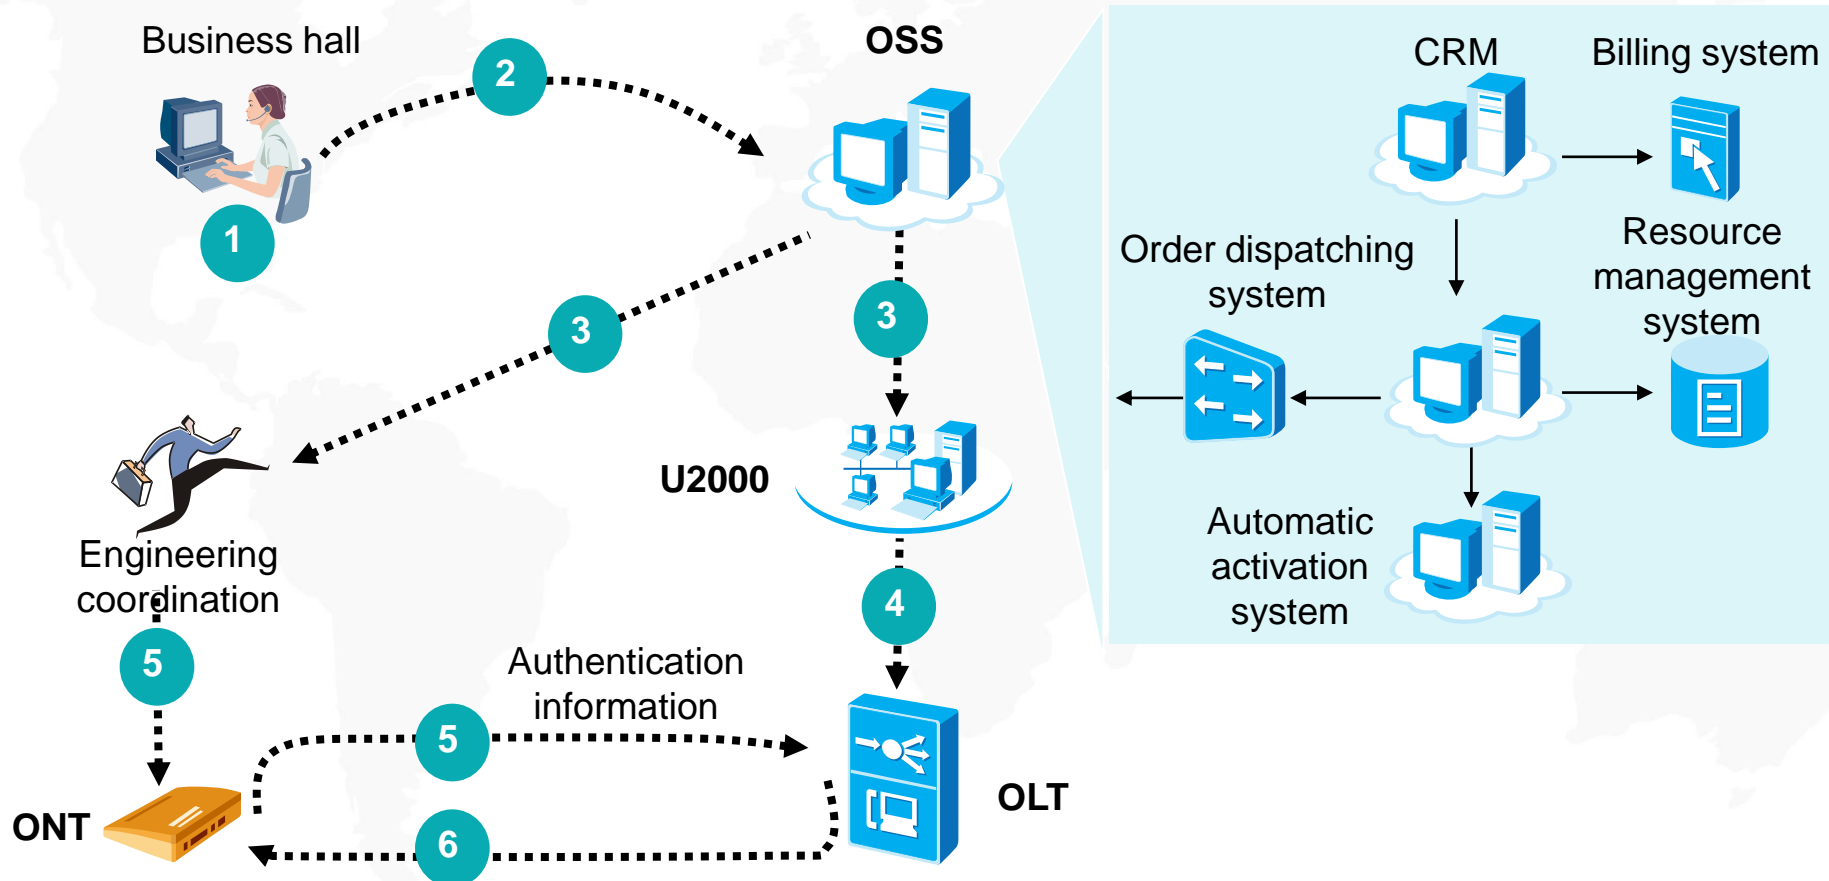 Business hall
2
OSS
CRM
Billing system
1
Order dispatching
system
Resource
management
system
3
3
U2000
Engineering
coordination
Automatic
activation
system
4
5
Authentication
information
5
OLT
ONT
6